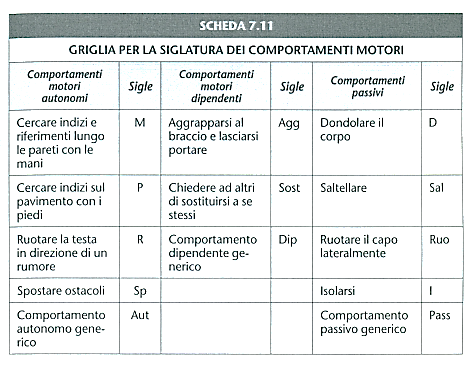 SCHEDA 7.11
GRIGLIA PER LA SIGLATURA DEI COMPORTAMENTI MOTORI
Comportamenti motori autonomi | Sigle | Comportamenti motori dipendenti | Sigle | Comportamenti passivi | Sigle
Cercare indizi e riferimenti lungo le pareti con le mani | M | Aggrapparsi al braccio e lasciarsi portare | Agg | Dondolare il corpo | D
Cercare indizi sul pavimento con i piedi | P | Chiedere ad altri di sostituirsi a se stessi | Sost | Saltellare | Sal
Ruotare la testa in direzione di un rumore | R | Comportamento dipendente generico | Dip | Ruotare il capo lateralmente | Ruo
Spostare ostacoli | Sp | | | Isolarsi | I
Comportamento autonomo generico | Aut | | | Comportamento passivo generico | Pass